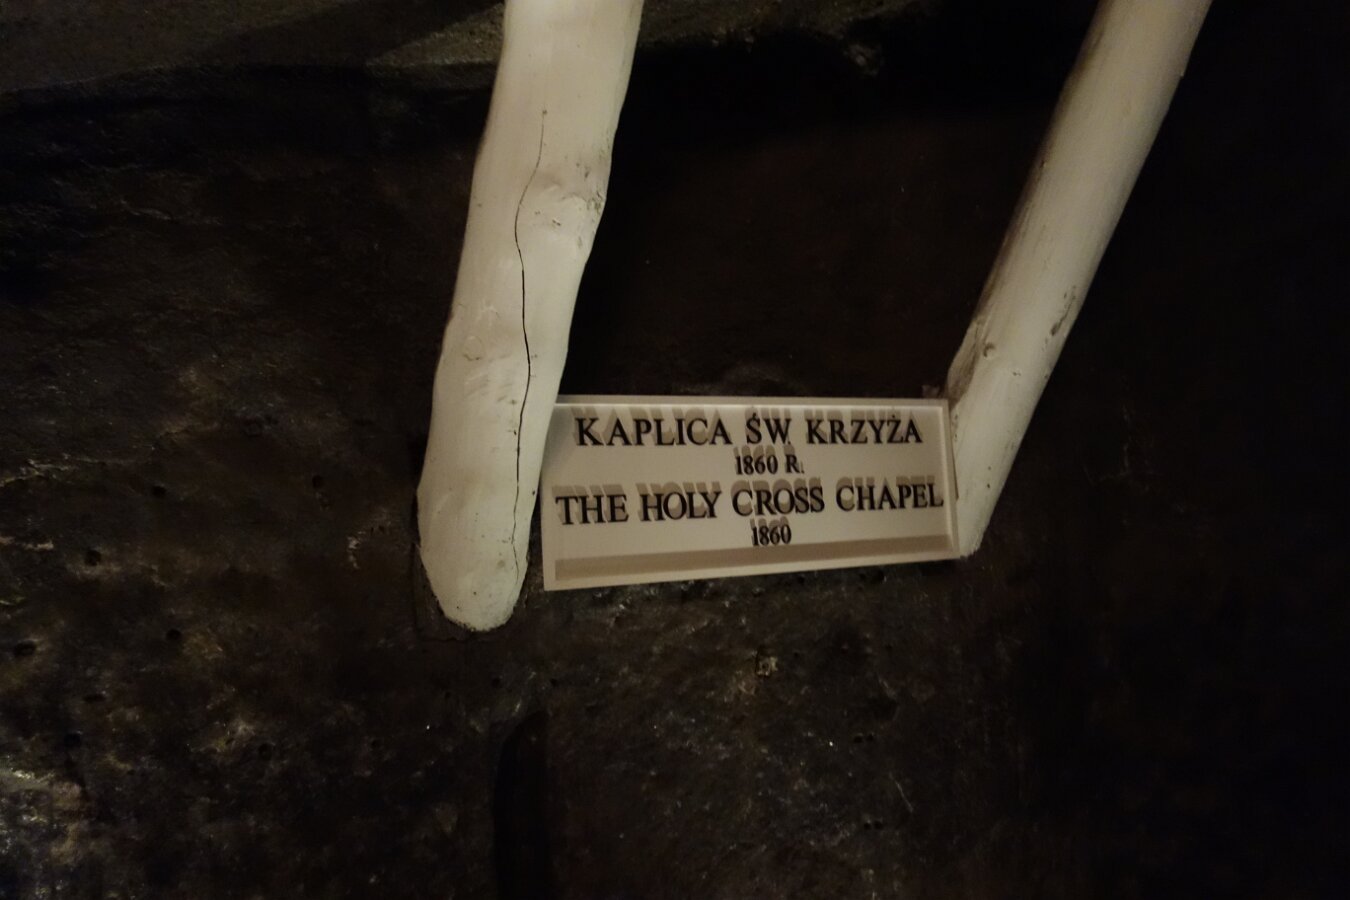 KAPLICA ŚW. KRZYŻA
1860 R.
THE HOLY CROSS CHAPEL
1860